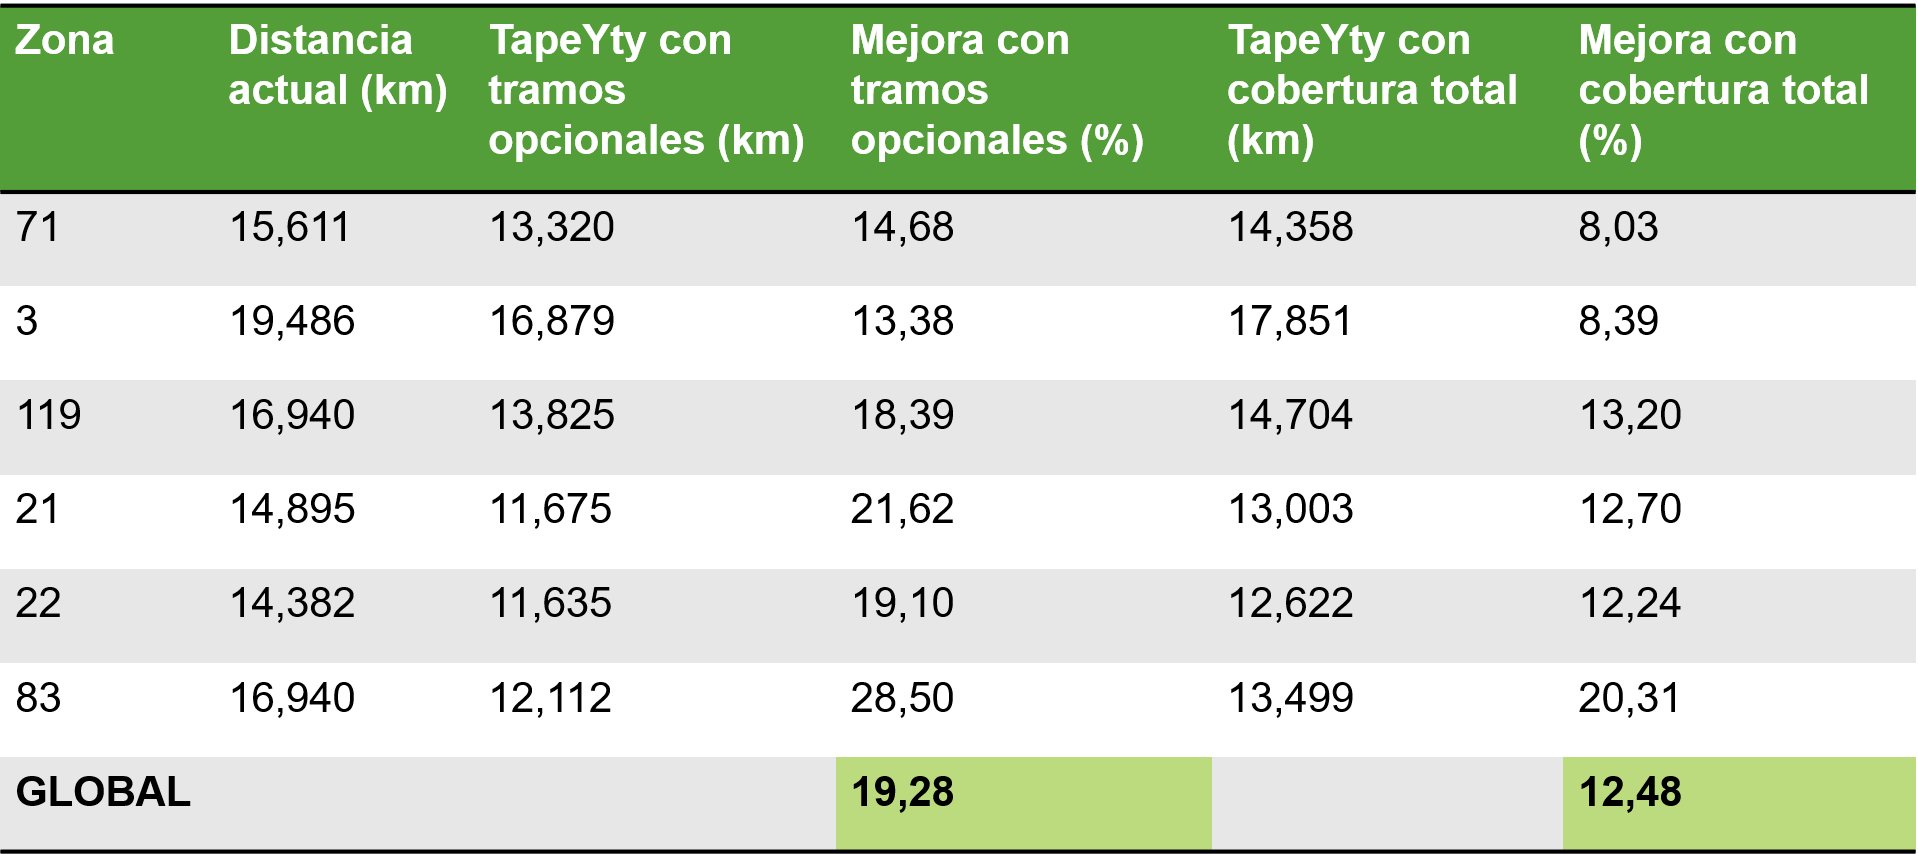 Zona Distancia actual (km) TapeYty con tramos opcionales (km) Mejora con tramos opcionales (%) TapeYty con cobertura total (km) Mejora con cobertura total (%)
71 15,611 13,320 14,68 14,358 8,03
3 19,486 16,879 13,38 17,851 8,39
119 16,940 13,825 18,39 14,704 13,20
21 14,895 11,675 21,62 13,003 12,70
22 14,382 11,635 19,10 12,622 12,24
83 16,940 12,112 28,50 13,499 20,31
GLOBAL 19,28 12,48